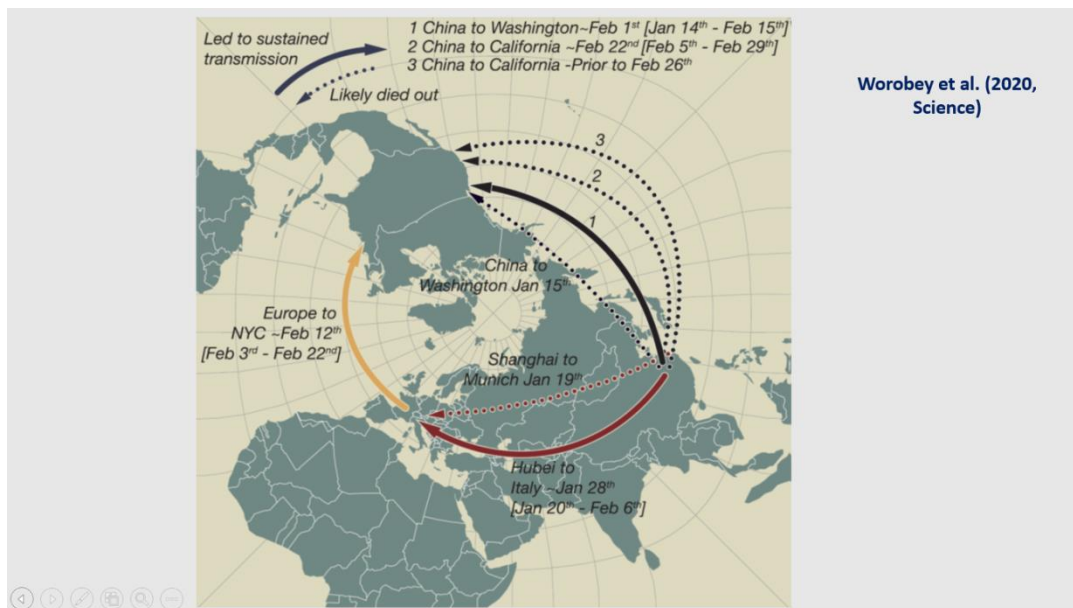 1 China to Washington~Feb 1st [Jan 14th - Feb 15th]
2 China to California ~Feb 22nd [Feb 5th - Feb 29th]
3 China to California -Prior to Feb 26th
Led to sustained
transmission
Likely died out
Worobey et al. (2020,
Science)
3
2
1
China to
Washington Jan 15th
Europe to
NYC ~Feb 12th
[Feb 3rd - Feb 22nd]
Shanghai to
Munich Jan 19th
Hubei to
Italy ~Jan 28th
[Jan 20th - Feb 6th]